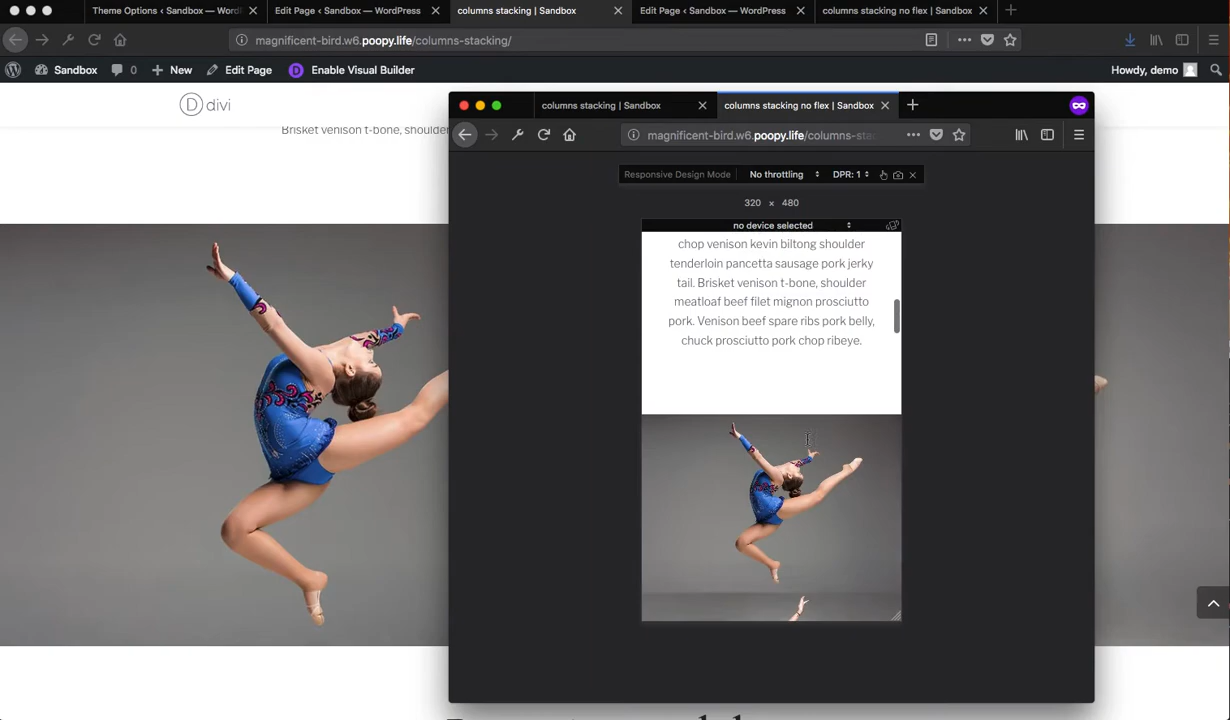 Theme Options ‹ Sandbox — Word
Edit Page ‹ Sandbox — WordPress
columns stacking | Sandbox
Edit Page ‹ Sandbox — WordPress
columns stacking no flex | Sandbox
magnificent-bird.w6.poopy.life/columns-stacking/
Sandbox
0
New
Edit Page
Enable Visual Builder
Howdy, demo
D divi
Brisket venison t-bone, shoulder
columns stacking | Sandbox
columns stacking no flex | Sandbox
magnificent-bird.w6.poopy.life/columns-sta
Responsive Design Mode
No throttling
DPR: 1
320 × 480
no device selected
chop venison kevin biltong shoulder
tenderloin pancetta sausage pork jerky
tail. Brisket venison t-bone, shoulder
meatloaf beef filet mignon prosciutto
pork. Venison beef spare ribs pork belly,
chuck prosciutto pork chop ribeye.